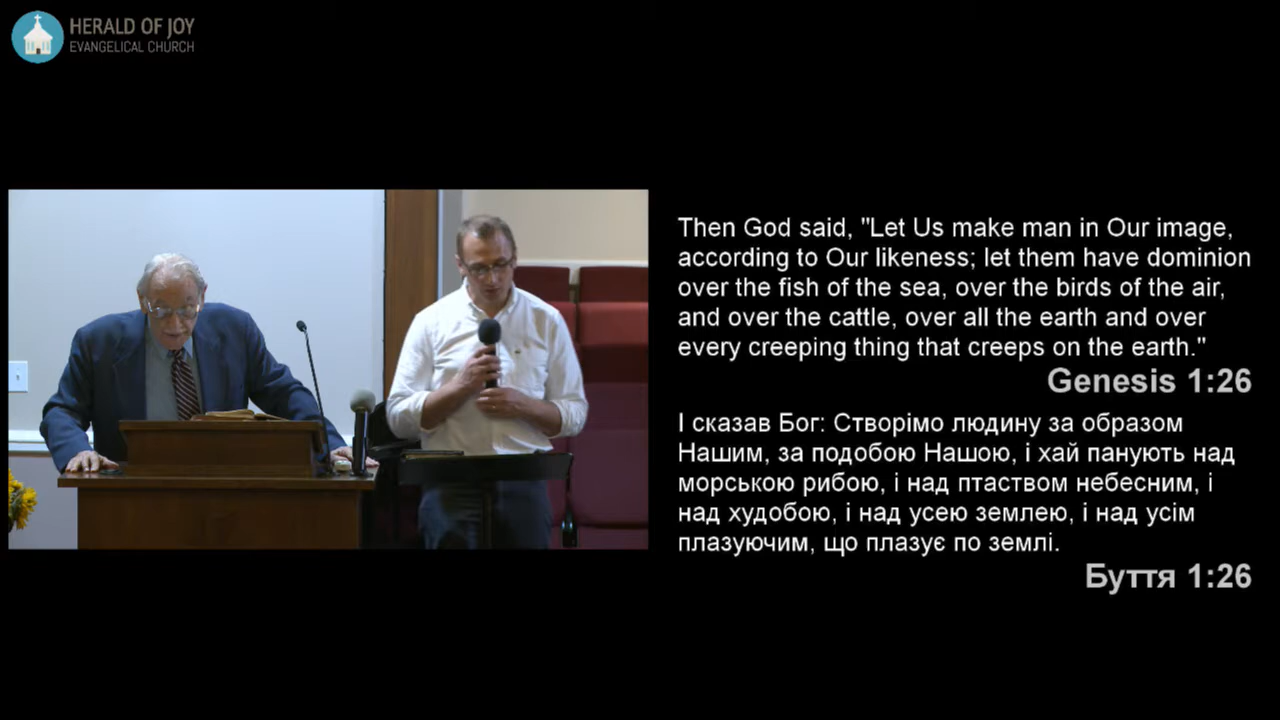 HERALD OF JOY
EVANGELICAL CHURCH
Then God said, "Let Us make man in Our image,
according to Our likeness; let them have dominion
over the fish of the sea, over the birds of the air,
and over the cattle, over all the earth and over
every creeping thing that creeps on the earth."
Genesis 1:26
І сказав Бог: Створімо людину за образом
Нашим, за подобою Нашою, і хай панують над
морською рибою, і над птаством небесним, і
над худобою, і над усею землею, і над усім
плазуючим, що плазує по землі.
Буття 1:26